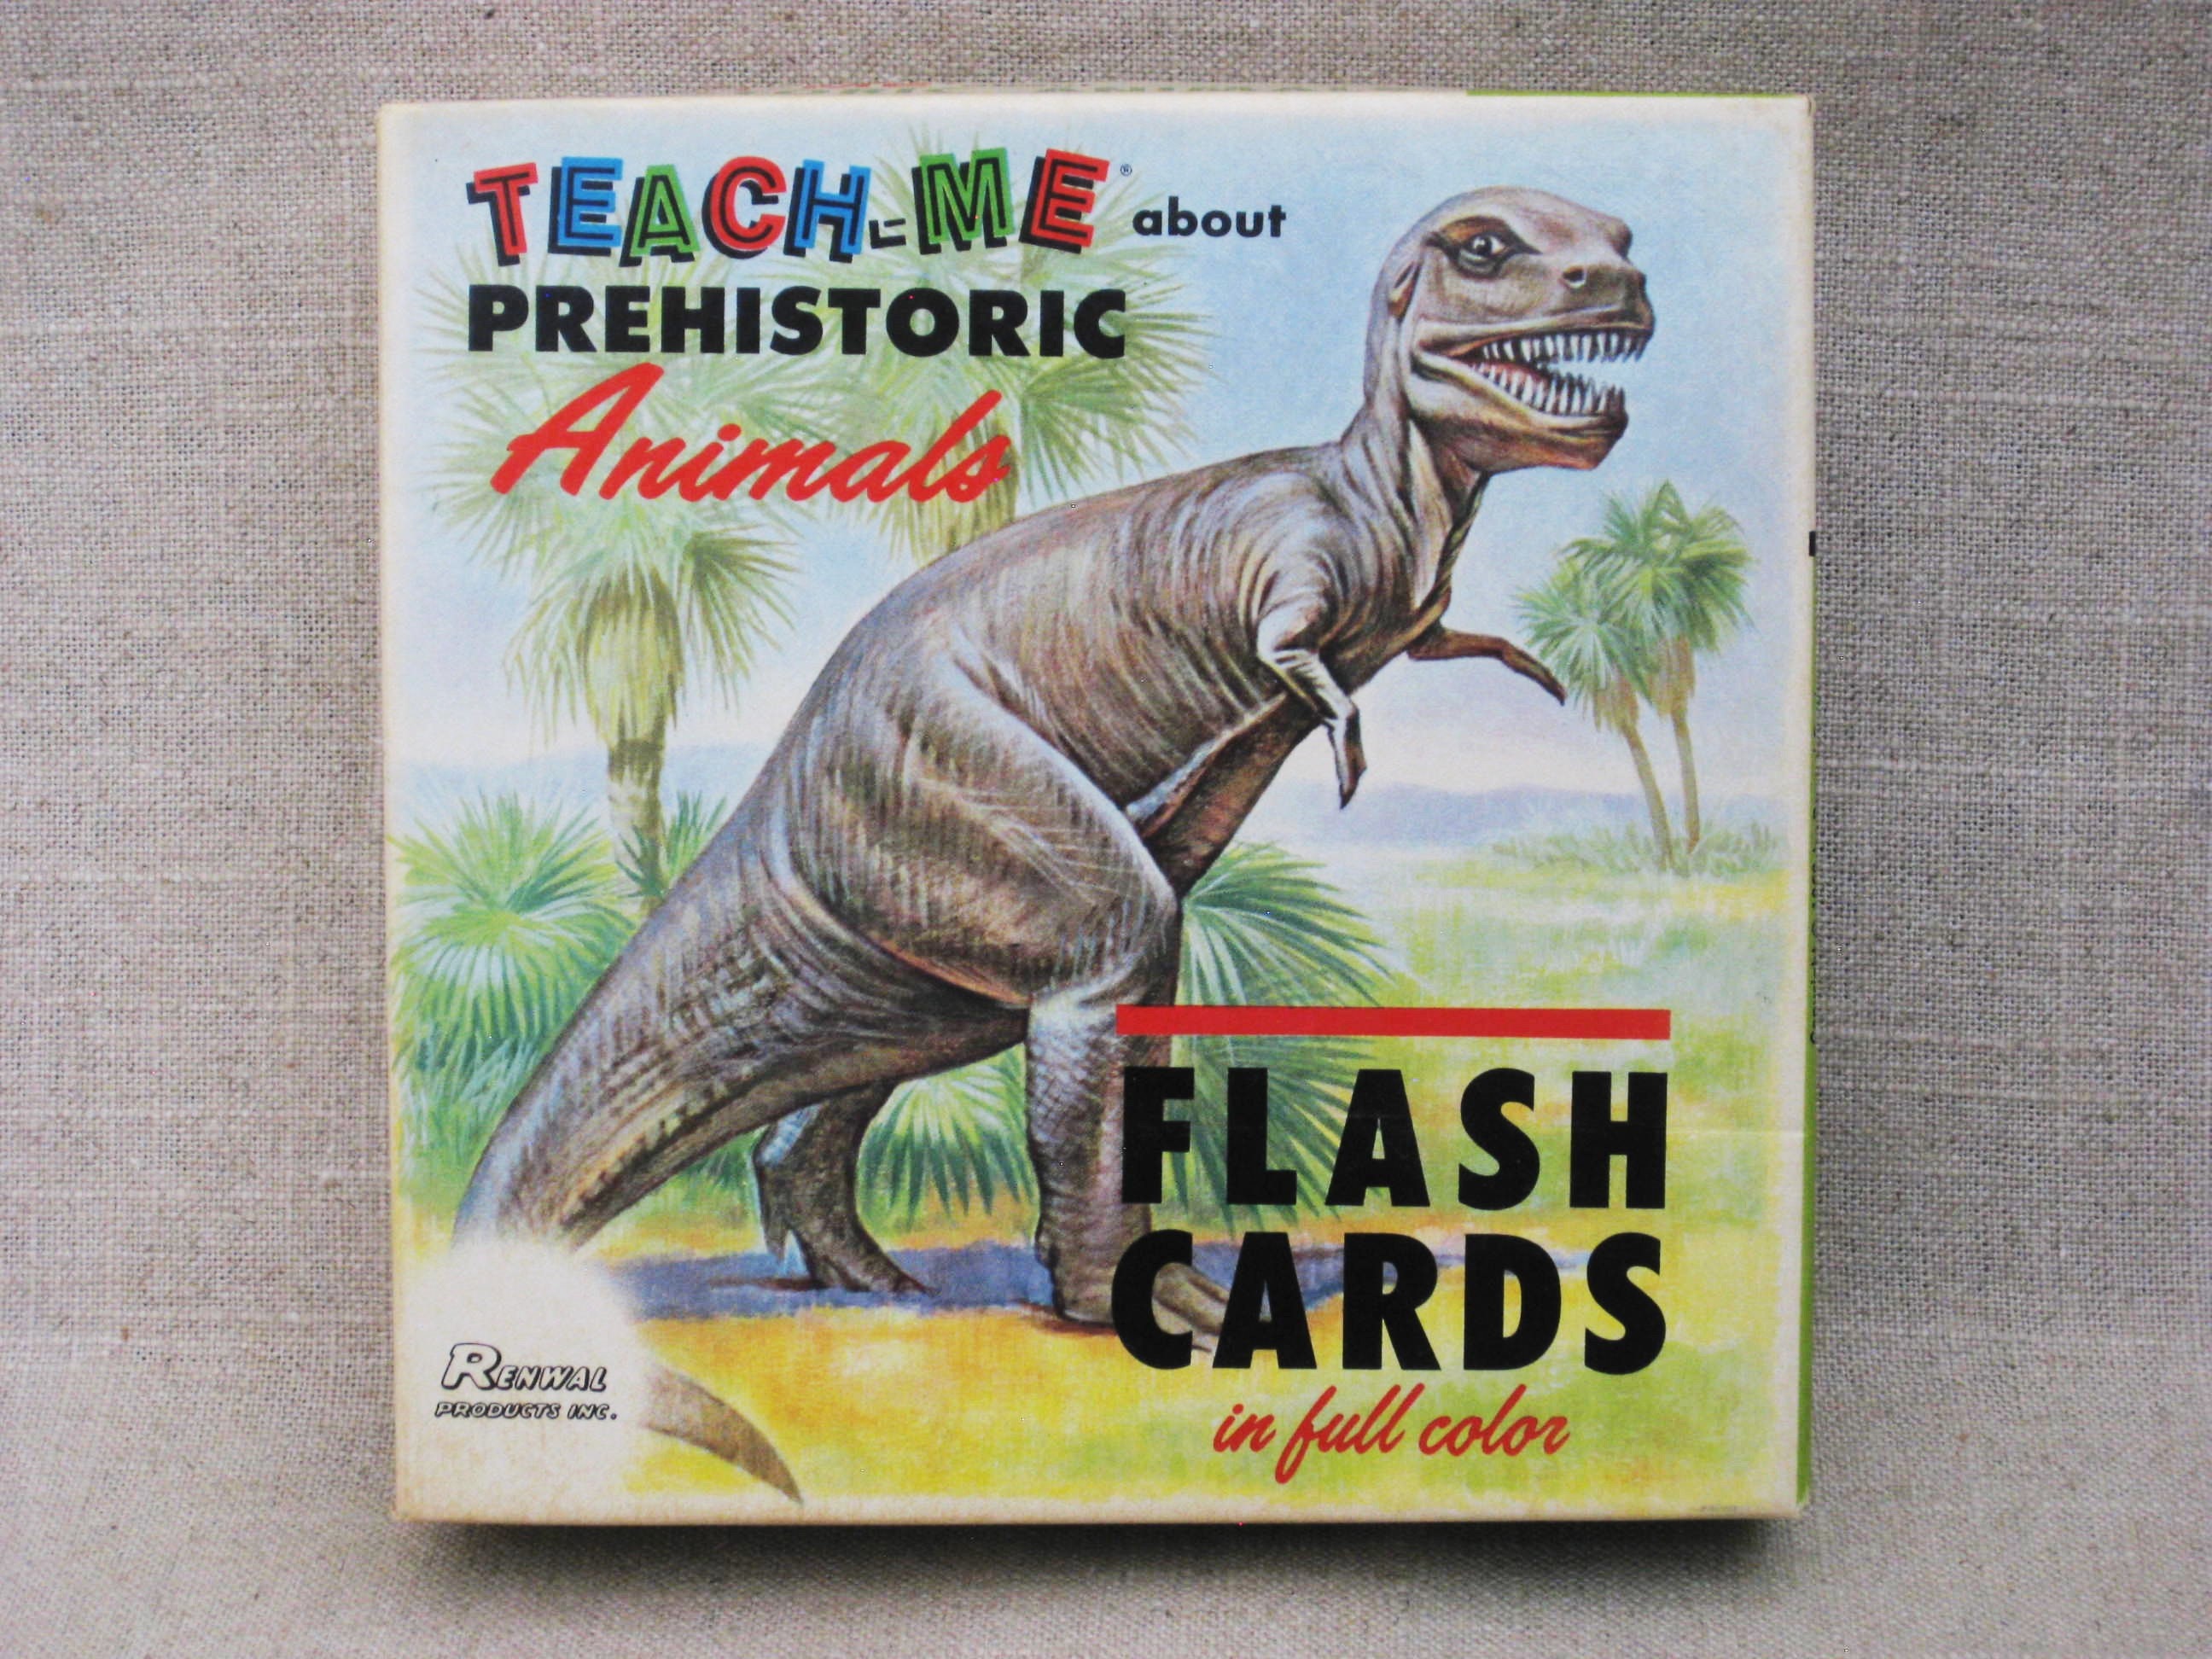 TEACH-ME® about
PREHISTORIC
Animals
FLASH
CARDS
in full color
RENWAL
PRODUCTS INC.